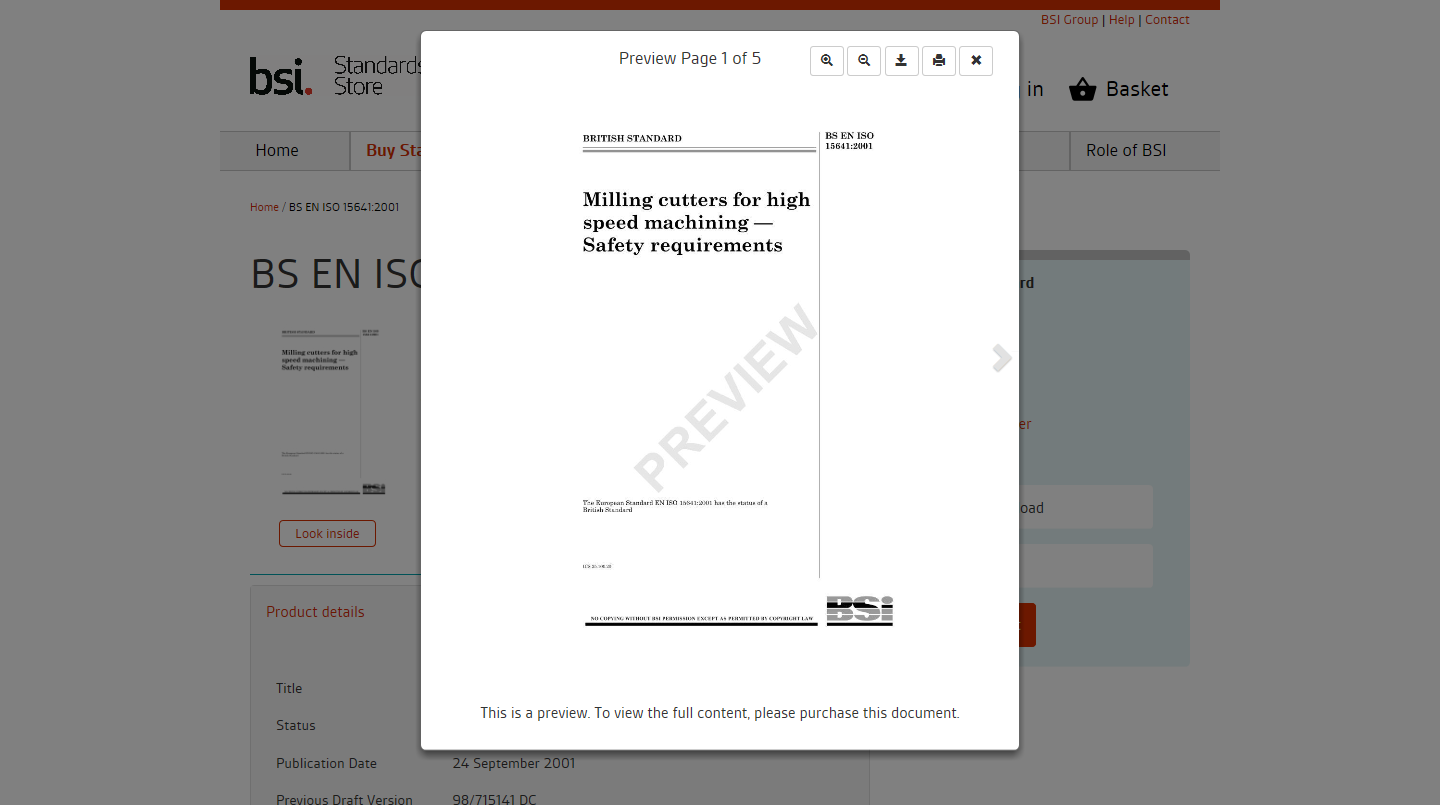 BSI Group | Help | Contact
bsi. Standards
Store
in
Basket
Home
Buy Sta
Role of BSI
Home / BS EN ISO 15641:2001
BS EN ISO
rd
BRITISH STANDARD
BS EN ISO
15641:2001
Milling cutters for high
speed machining —
Safety requirements
Look inside
er
oad
Product details
Title
Status
Publication Date
24 September 2001
Previous Draft Version
98/715141 DC
Preview Page 1 of 5
BRITISH STANDARD
BS EN ISO
15641:2001
Milling cutters for high
speed machining —
Safety requirements
PREVIEW
The European Standard EN ISO 15641:2001 has the status of a
British Standard
NO COPYING WITHOUT BSI PERMISSION EXCEPT AS PERMITTED BY COPYRIGHT LAW
BSi
This is a preview. To view the full content, please purchase this document.